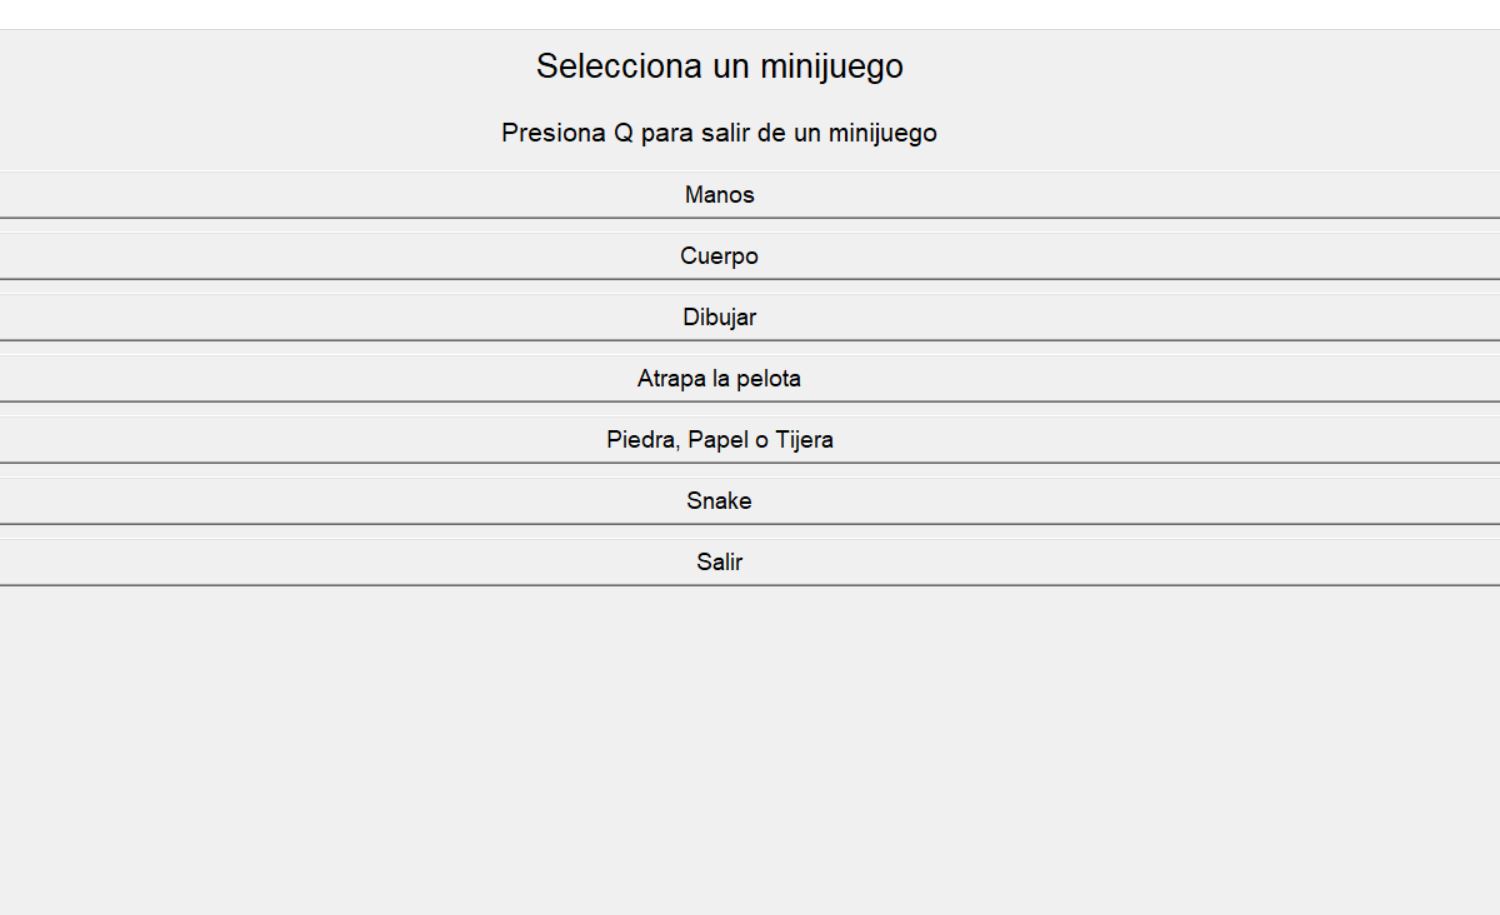 Selecciona un minijuego
Presiona Q para salir de un minijuego
Manos
Cuerpo
Dibujar
Atrapa la pelota
Piedra, Papel o Tijera
Snake
Salir